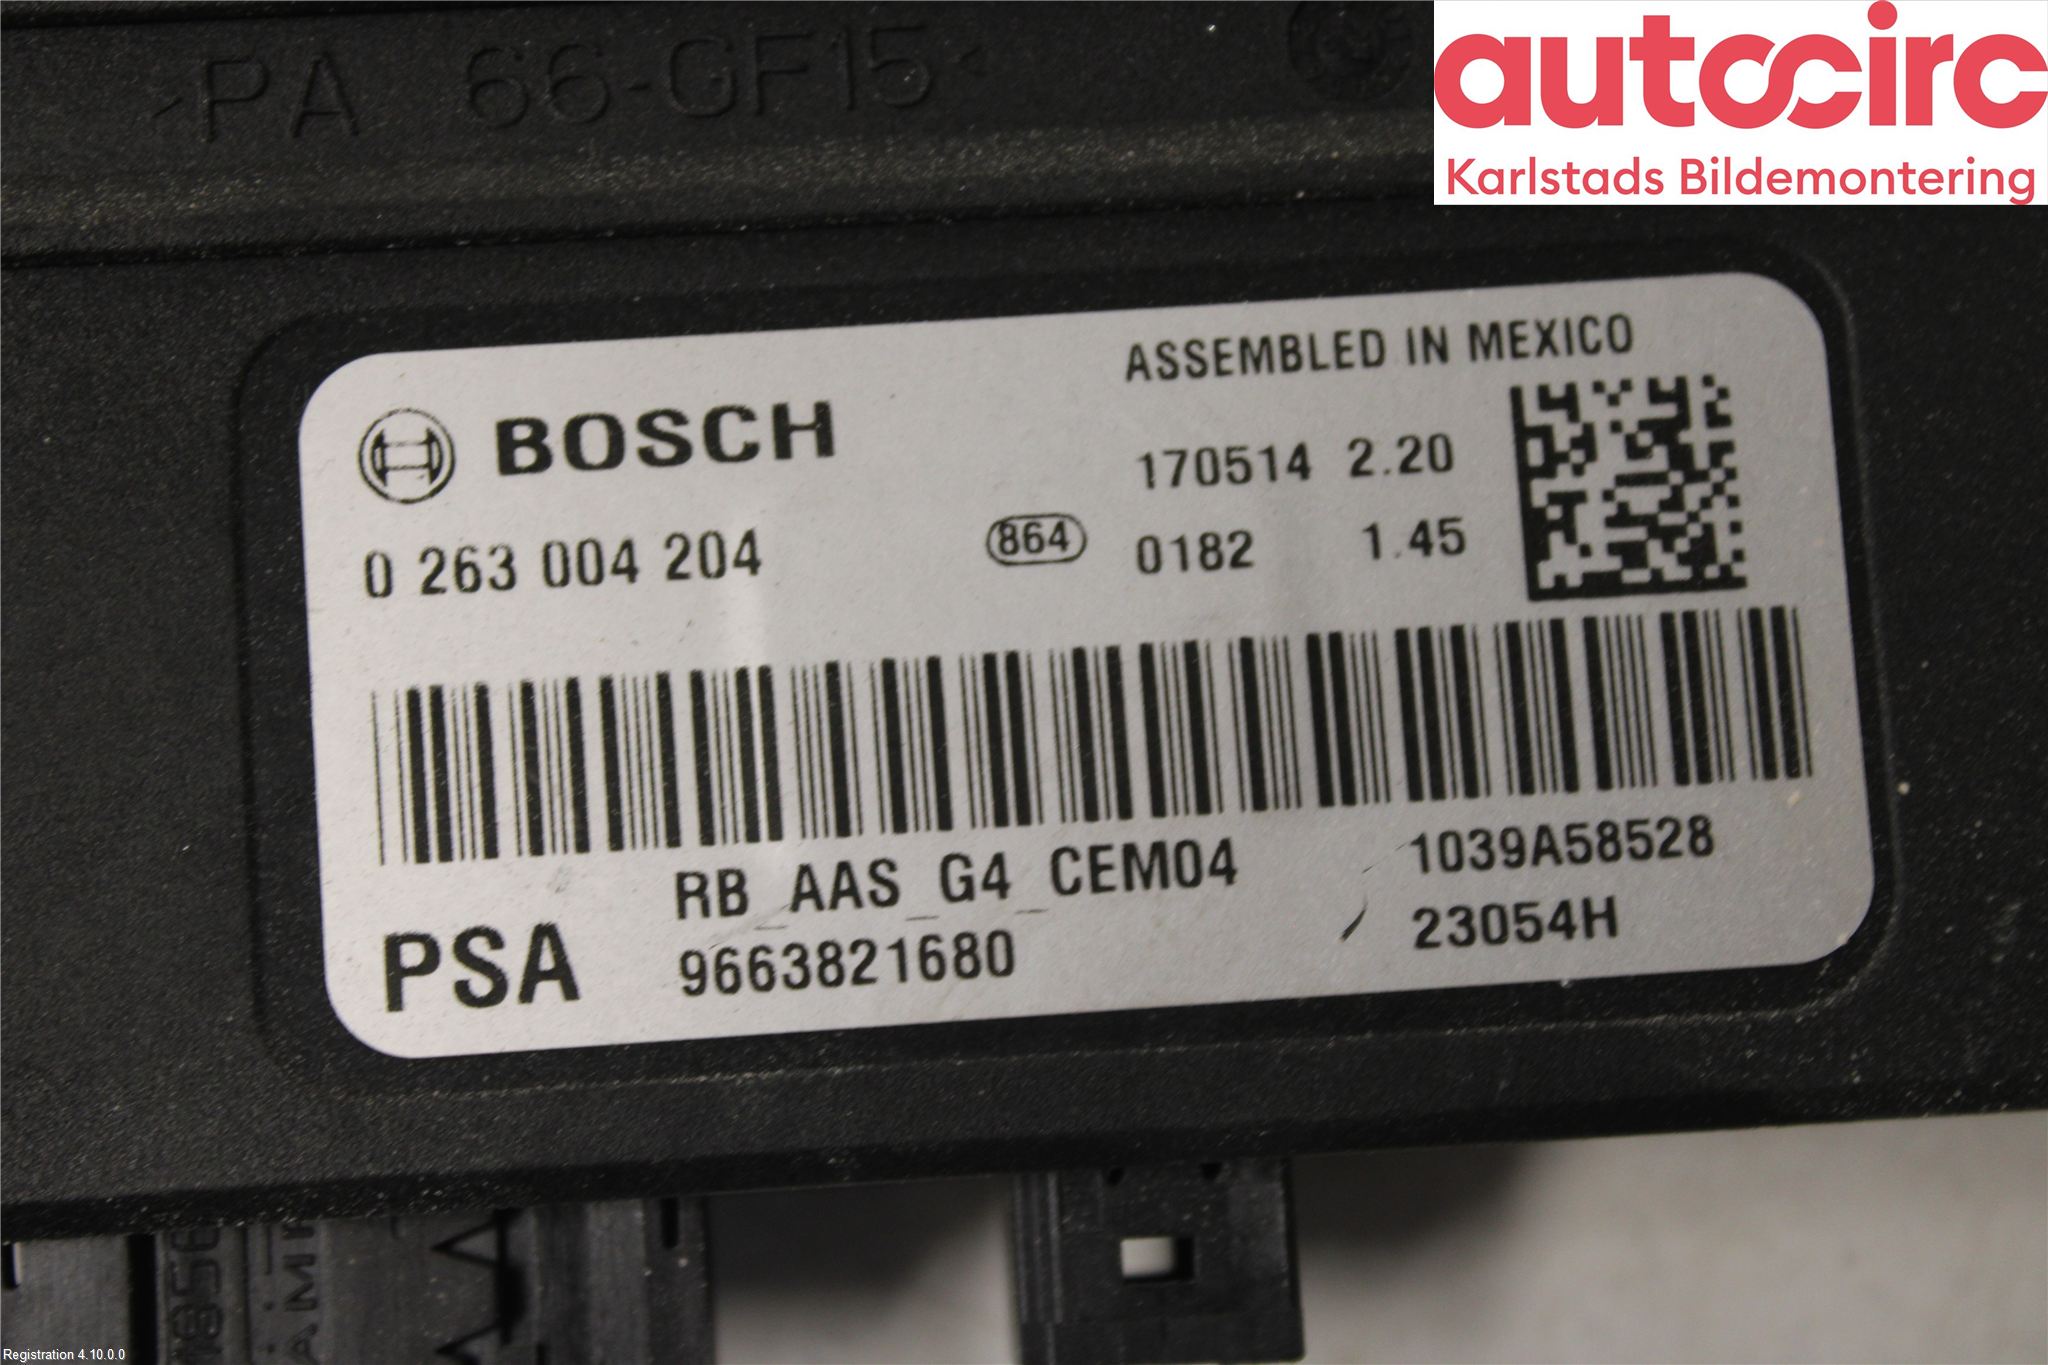 >PA 66-GF15<
autocirc
Karlstads Bildemontering
ASSEMBLED IN MEXICO
BOSCH
170514 2.20
0 263 004 204
864
0182 1.45
RB_AAS_G4_CEM04
1039A58528
PSA
9663821680
23054H
Registration 4.10.0.0